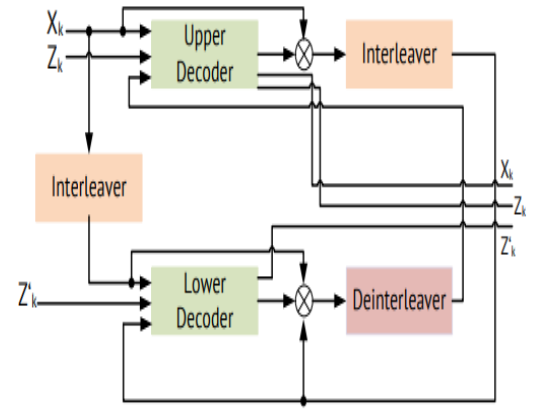 Xk
Upper
Decoder
Interleaver
Zk
Interleaver
Xk
Zk
Z'k
Lower
Decoder
Deinterleaver
Z'k